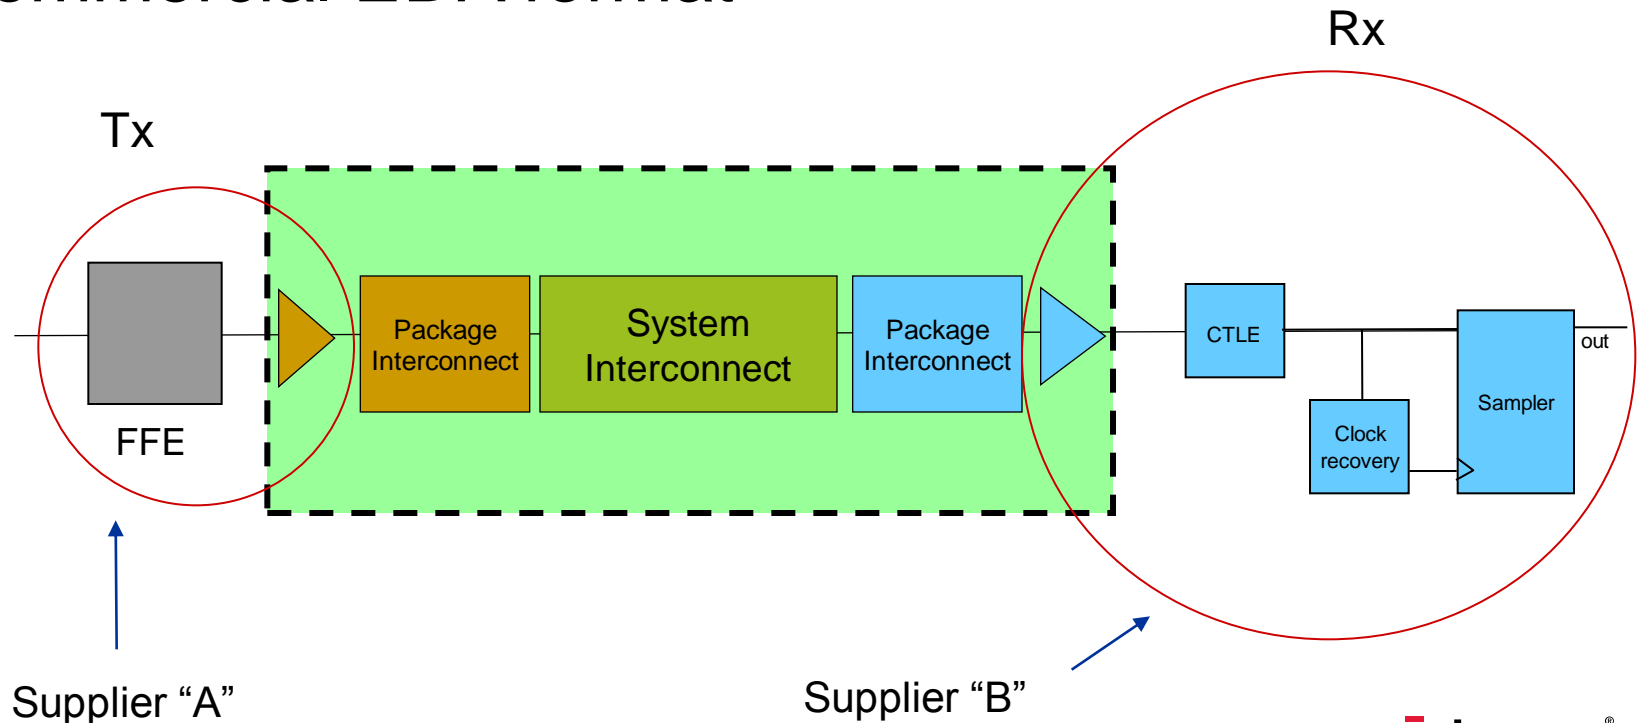 Rx
Tx
Package
Interconnect
System
Interconnect
Package
Interconnect
CTLE
out
Sampler
Clock
recovery
FFE
Supplier “A”
Supplier “B”
®